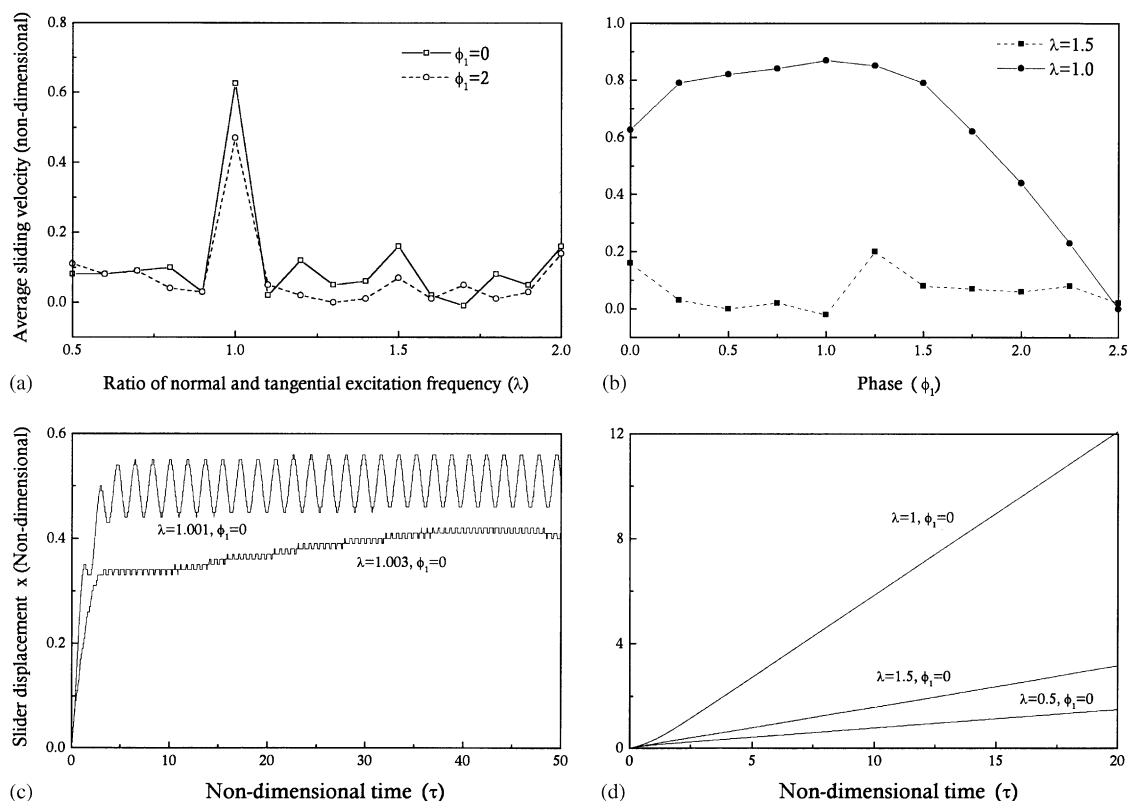 Average sliding velocity (non-dimensional)
0.8
0.6
0.4
0.2
0.0
ϕ₁=0
ϕ₁=2
0.5
1.0
1.5
2.0
(a)
Ratio of normal and tangential excitation frequency (λ)
1.0
0.8
0.6
0.4
0.2
0.0
λ=1.5
λ=1.0
0.0
0.5
1.0
1.5
2.0
2.5
(b)
Phase (ϕ₁)
Slider displacement x (Non-dimensional)
0.6
0.4
0.2
0.0
λ=1.001, ϕ₁=0
λ=1.003, ϕ₁=0
0
10
20
30
40
50
(c)
Non-dimensional time (τ)
12
8
4
0
λ=1, ϕ₁=0
λ=1.5, ϕ₁=0
λ=0.5, ϕ₁=0
0
5
10
15
20
(d)
Non-dimensional time (τ)